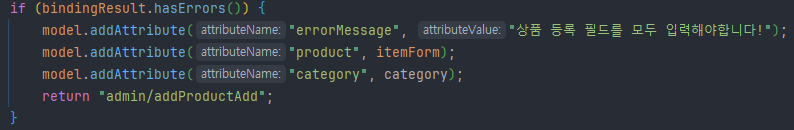 if (bindingResult.hasErrors()) {
model.addAttribute( attributeName: "errorMessage", attributeValue: "상품 등록 필드를 모두 입력해야합니다!");
model.addAttribute( attributeName: "product", itemForm);
model.addAttribute( attributeName: "category", category);
return "admin/addProductAdd";
}